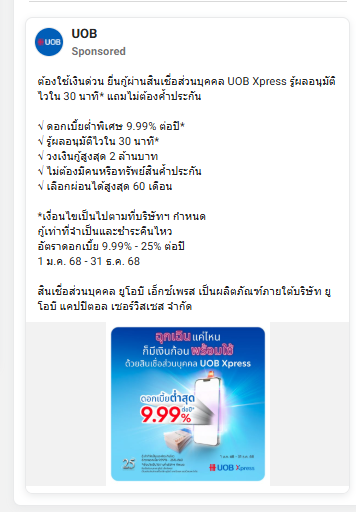 UOB
UOB
Sponsored
ต้องใช้เงินด่วน ยื่นกู้ผ่านสินเชื่อส่วนบุคคล UOB Xpress รู้ผลอนุมัติ
ไวใน 30 นาที* แถมไม่ต้องค้ำประกัน
√ ดอกเบี้ยต่ำพิเศษ 9.99% ต่อปี*
√ รู้ผลอนุมัติไวใน 30 นาที*
√ วงเงินกู้สูงสุด 2 ล้านบาท
√ ไม่ต้องมีคนหรือทรัพย์สินค้ำประกัน
√ เลือกผ่อนได้สูงสุด 60 เดือน
*เงื่อนไขเป็นไปตามที่บริษัทฯ กำหนด
กู้เท่าที่จำเป็นและชำระคืนไหว
อัตราดอกเบี้ย 9.99% - 25% ต่อปี
1 ม.ค. 68 - 31 ธ.ค. 68
สินเชื่อส่วนบุคคล ยูโอบี เอ็กซ์เพรส เป็นผลิตภัณฑ์ภายใต้บริษัท ยู
โอบี แคปปิตอล เซอร์วิสเซส จำกัด
ฉุกเฉิน แค่ไหน
ก็มีเงินก้อน พร้อมใช้
ด้วยสินเชื่อส่วนบุคคล UOB Xpress
ดอกเบี้ยต่ำสุด
9.99% ต่อปี*
25
UOB Xpress